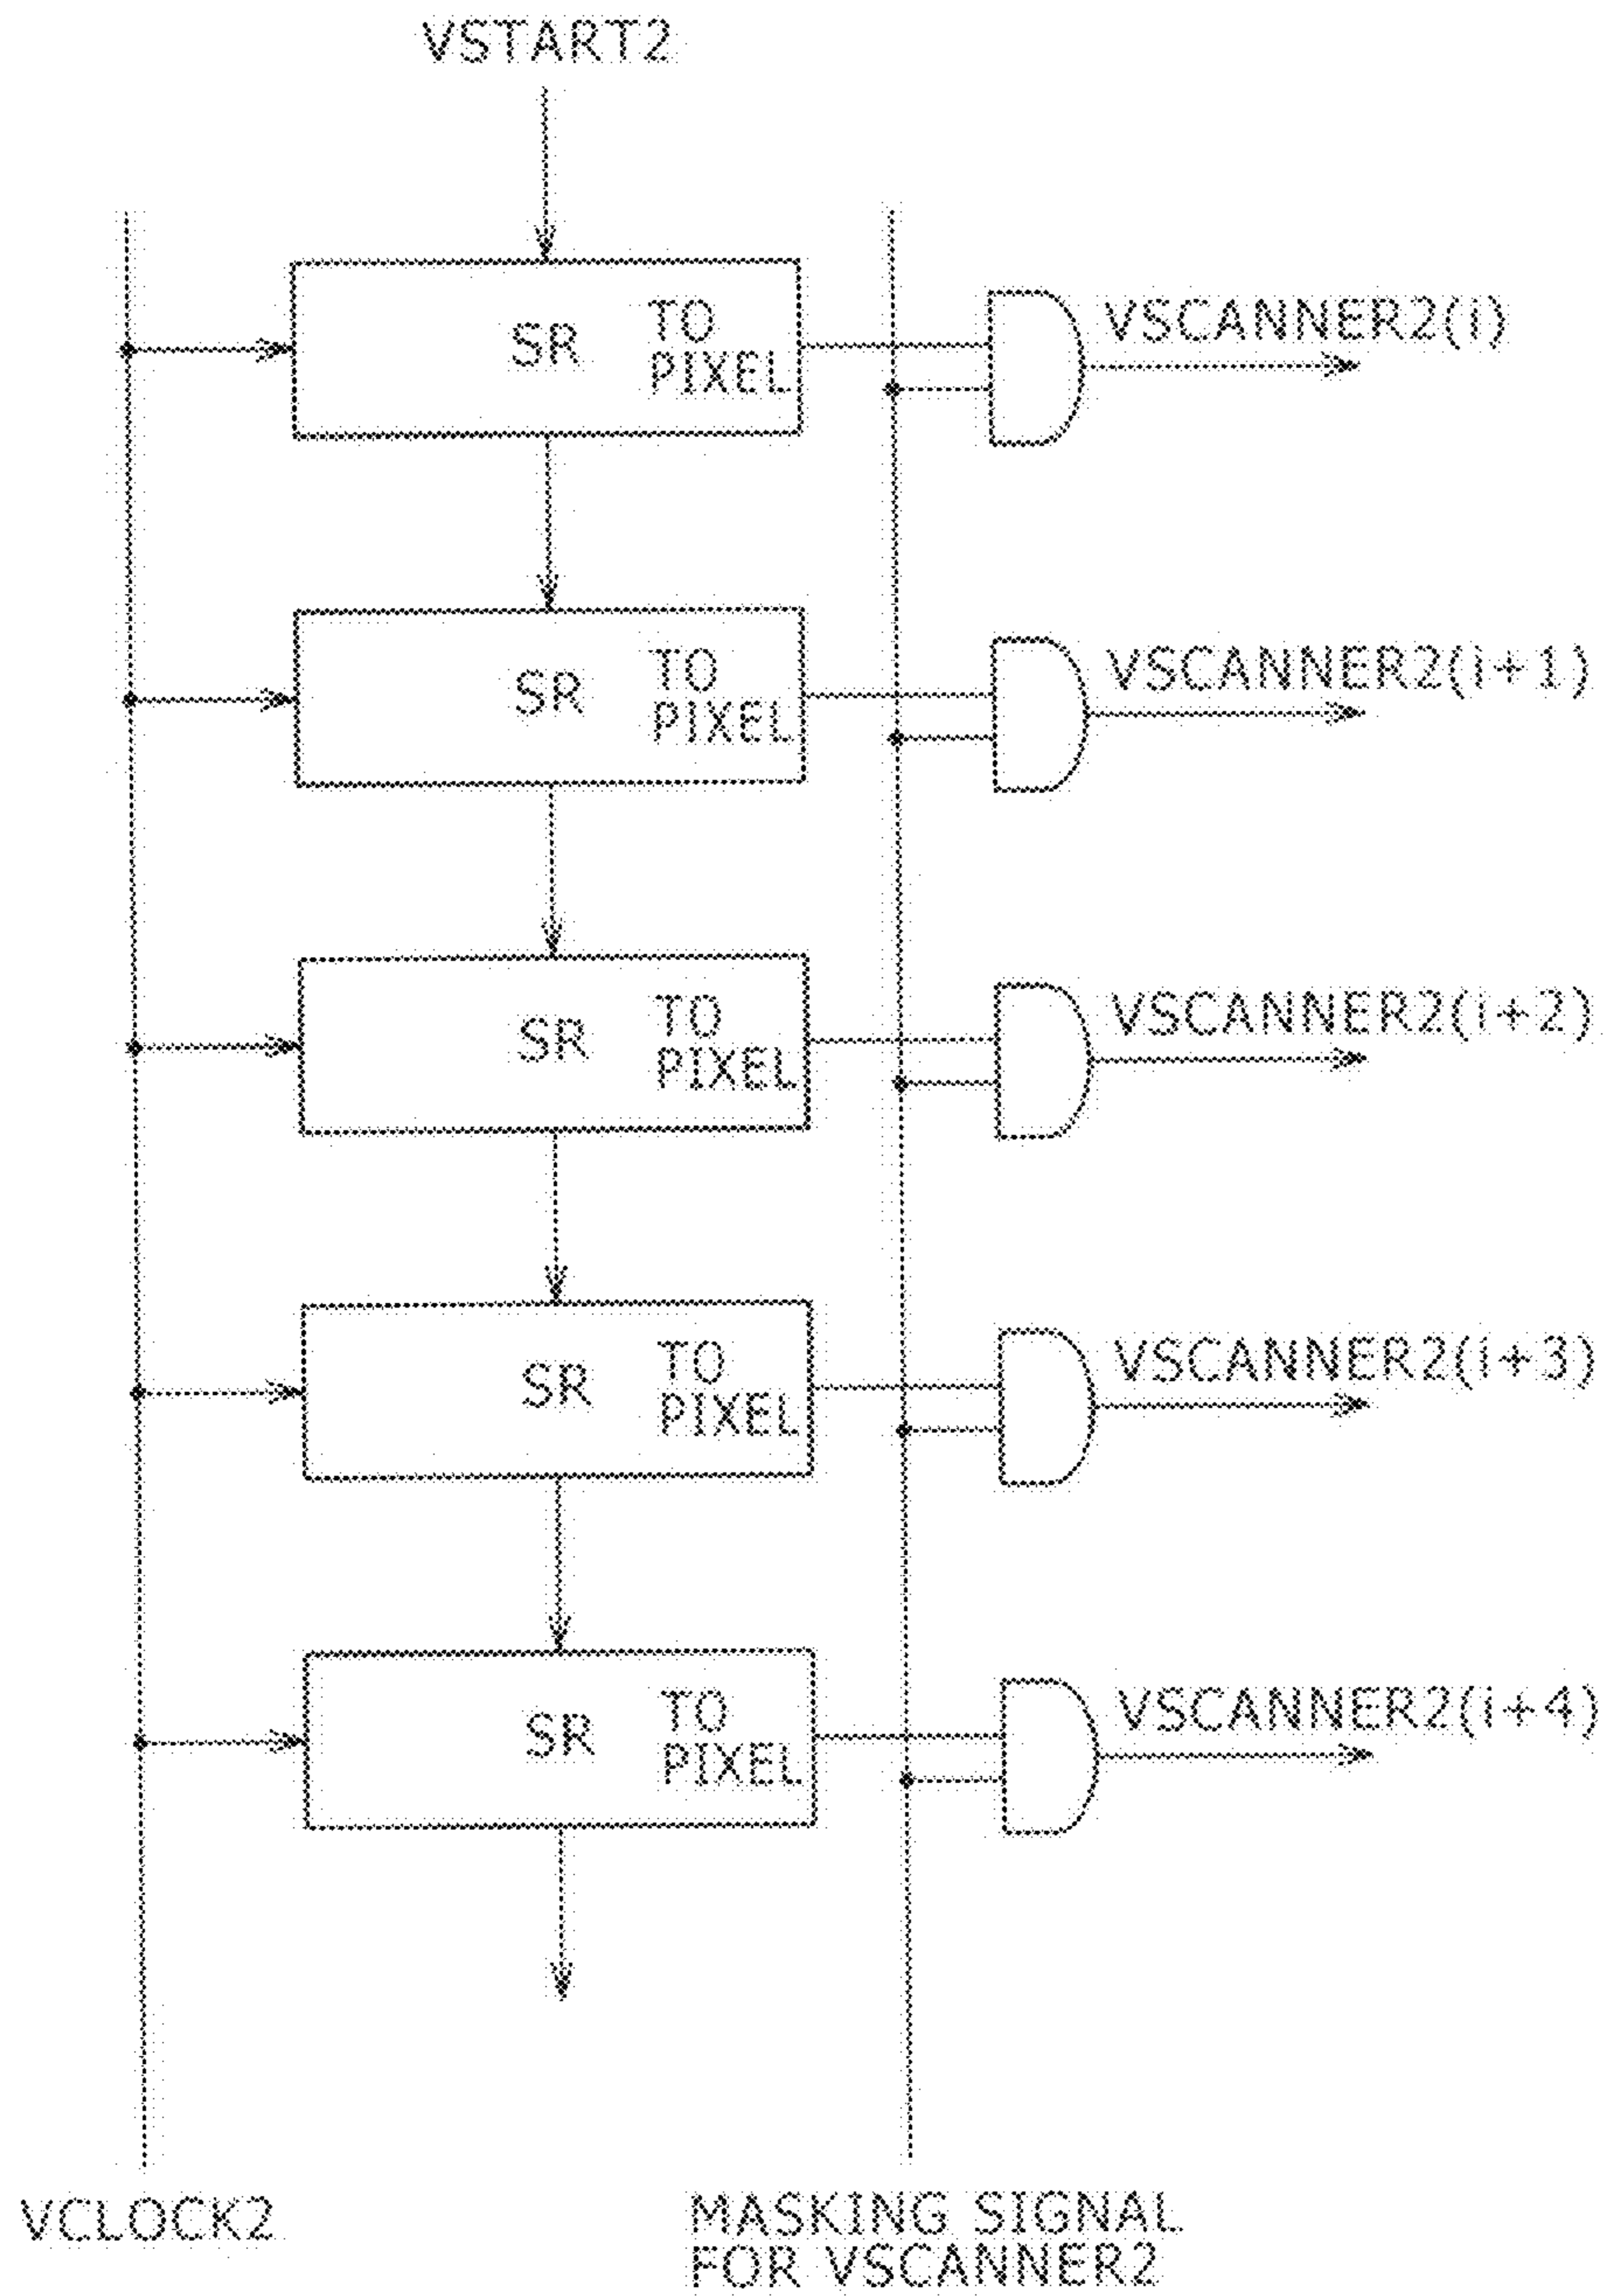 VSTART2
SR
TO
PIXEL
VSCANNER2(i)
SR
TO
PIXEL
VSCANNER2(i+1)
SR
TO
PIXEL
VSCANNER2(i+2)
SR
TO
PIXEL
VSCANNER2(i+3)
SR
TO
PIXEL
VSCANNER2(i+4)
VCLOCK2
MASKING SIGNAL
FOR VSCANNER2